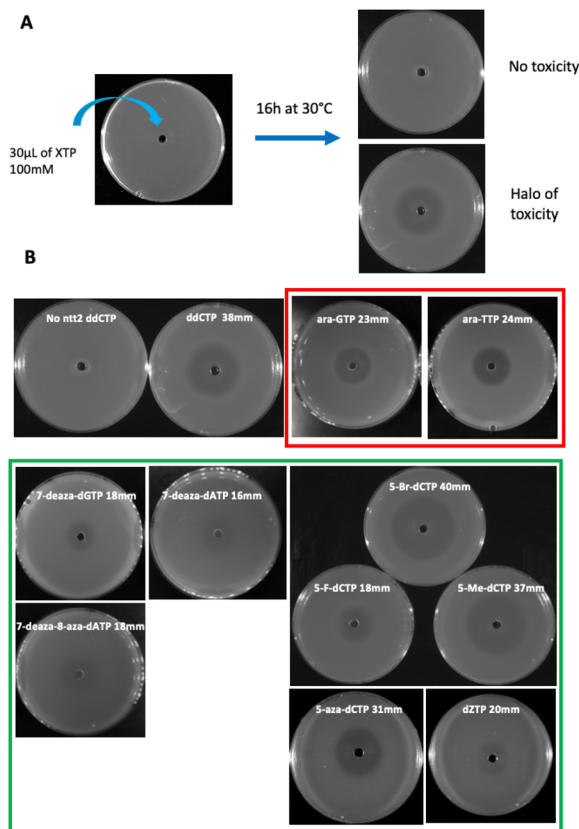 A
30µL of XTP
100mM
16h at 30°C
No toxicity
Halo of
toxicity
B
No ntt2 ddCTP
ddCTP 38mm
ara-GTP 23mm
ara-TTP 24mm
7-deaza-dGTP 18mm
7-deaza-dATP 16mm
5-Br-dCTP 40mm
5-F-dCTP 18mm
5-Me-dCTP 37mm
7-deaza-8-aza-dATP 18mm
5-aza-dCTP 31mm
dZTP 20mm